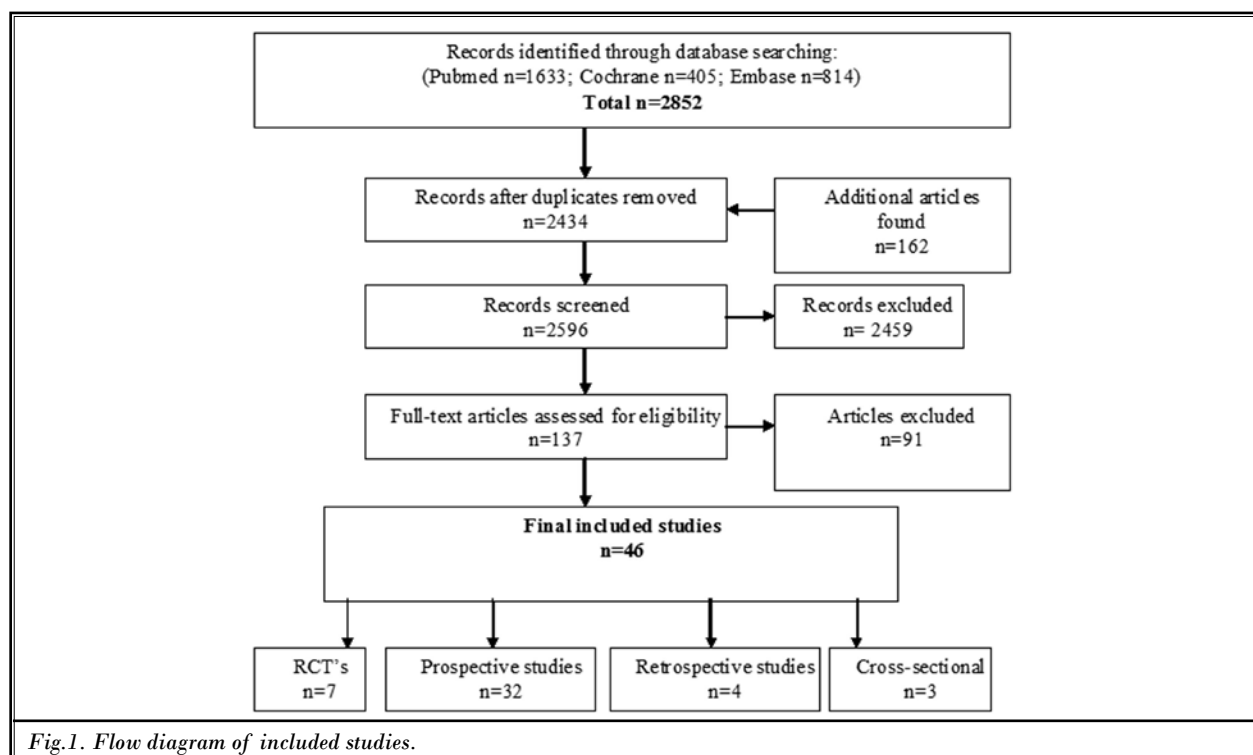 Records identified through database searching:
(Pubmed n=1633; Cochrane n=405; Embase n=814)
Total n=2852
Records after duplicates removed
n=2434
Additional articles
found
n=162
Records screened
n=2596
Records excluded
n= 2459
Full-text articles assessed for eligibility
n=137
Articles excluded
n=91
Final included studies
n=46
RCT's
n=7
Prospective studies
n=32
Retrospective studies
n=4
Cross-sectional
n=3
Fig.1. Flow diagram of included studies.